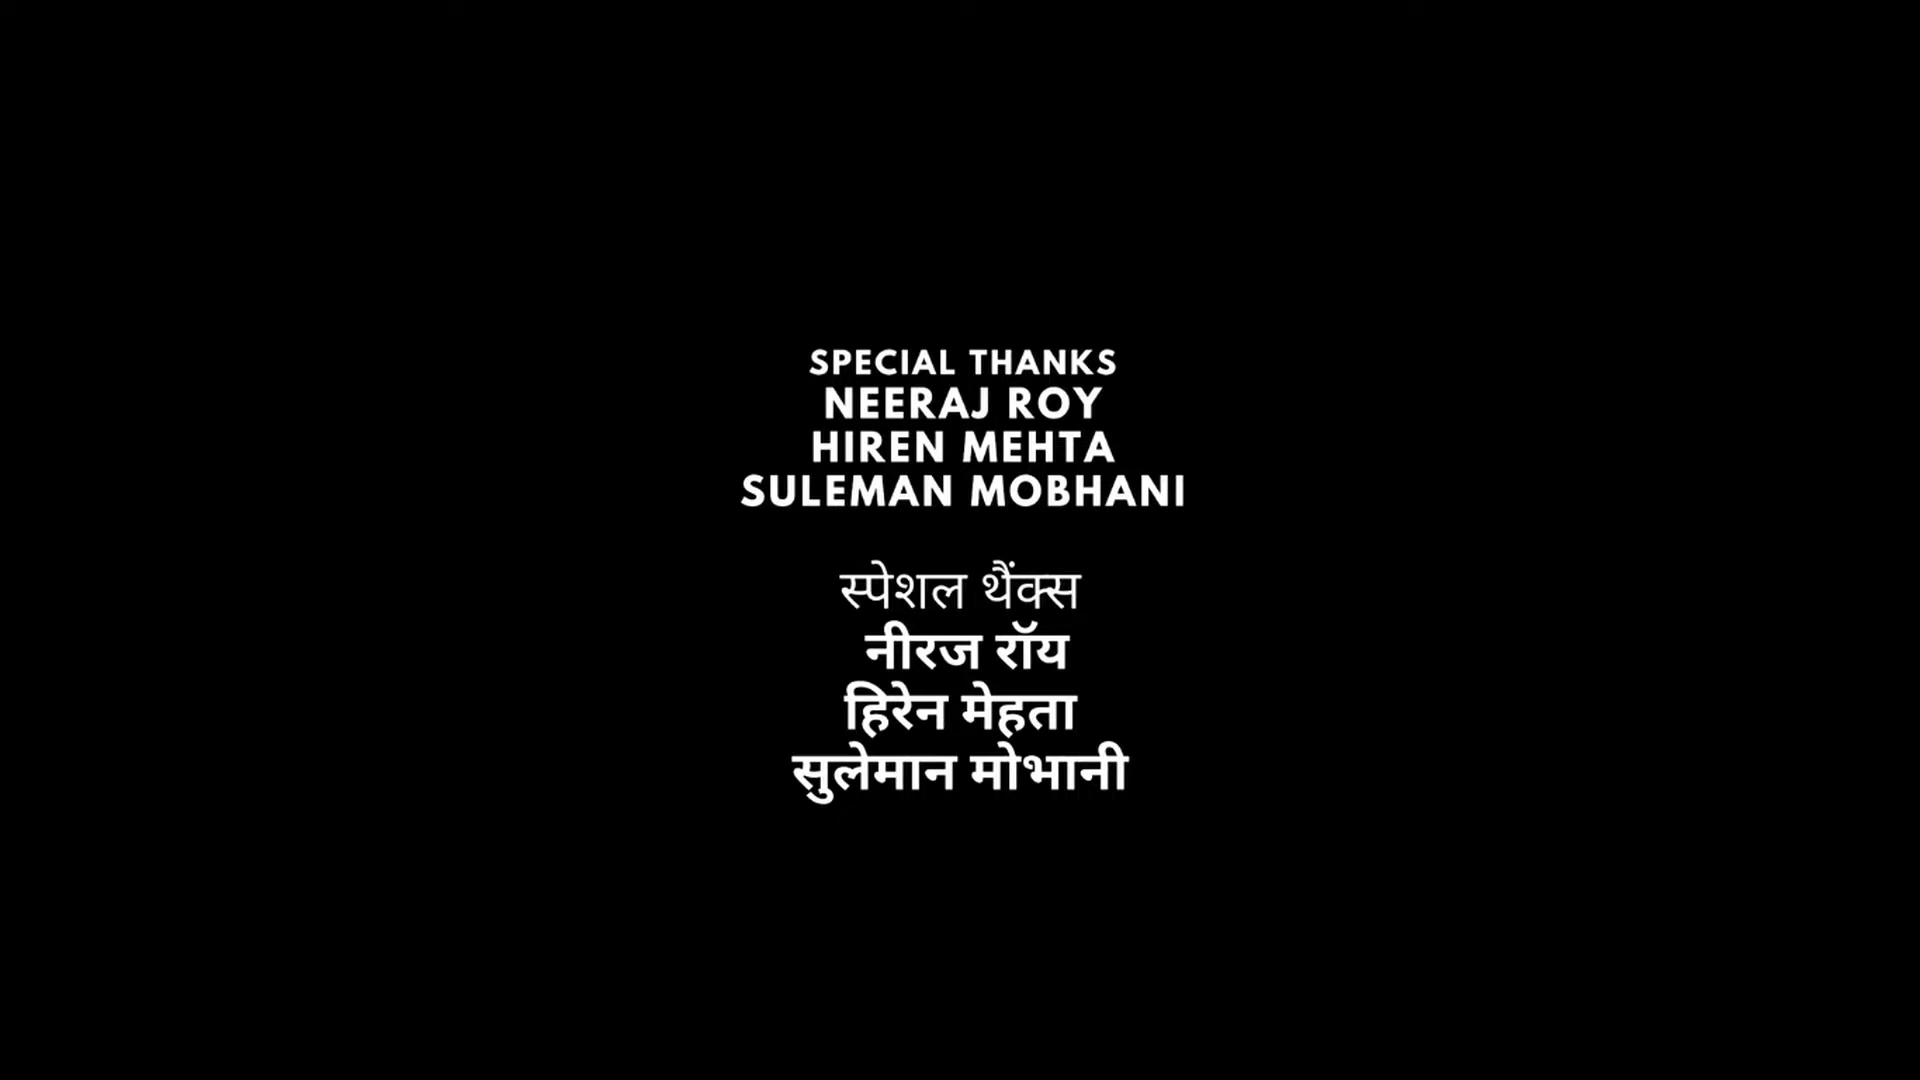 SPECIAL THANKS
NEERAJ ROY
HIREN MEHTA
SULEMAN MOBHANI
स्पेशल थैंक्स
नीरज रॉय
हिरेन मेहता
सुलेमान मोभानी